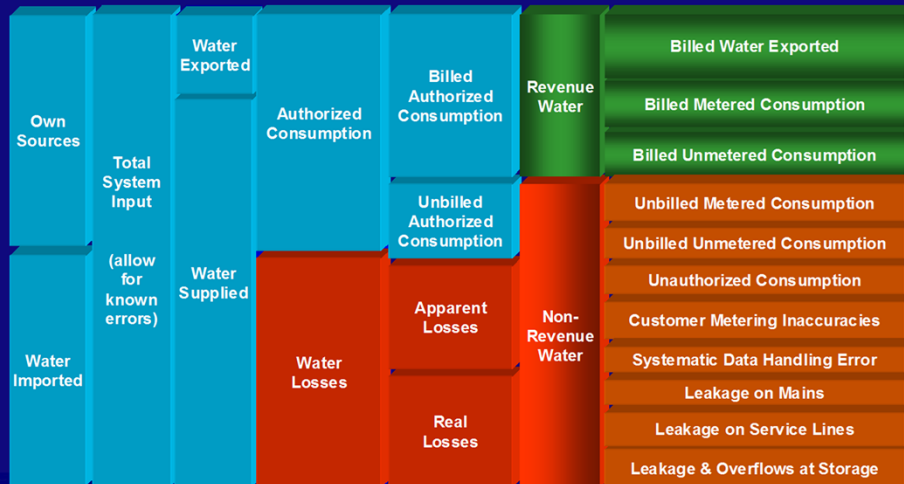 Own
Sources
Water
Imported
Total
System
Input
(allow
for
known
errors)
Water
Exported
Water
Supplied
Authorized
Consumption
Water
Losses
Billed
Authorized
Consumption
Unbilled
Authorized
Consumption
Apparent
Losses
Real
Losses
Revenue
Water
Non-
Revenue
Water
Billed Water Exported
Billed Metered Consumption
Billed Unmetered Consumption
Unbilled Metered Consumption
Unbilled Unmetered Consumption
Unauthorized Consumption
Customer Metering Inaccuracies
Systematic Data Handling Error
Leakage on Mains
Leakage on Service Lines
Leakage & Overflows at Storage